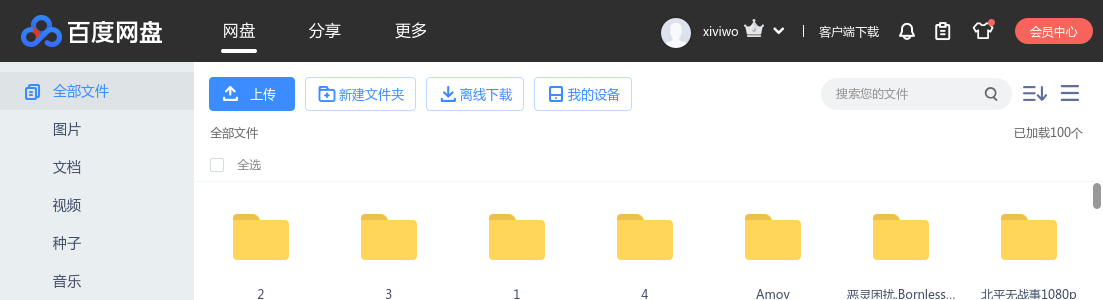 百度网盘 网盘 分享 更多 xiviwo 客户端下载 会员中心
全部文件 上传 新建文件夹 离线下载 我的设备 搜索您的文件
图片 全部文件 已加载100个
文档 全选
视频
种子
音乐 2 3 1 4 Amoy 恶灵困扰.Bornless... 北平无战事1080p